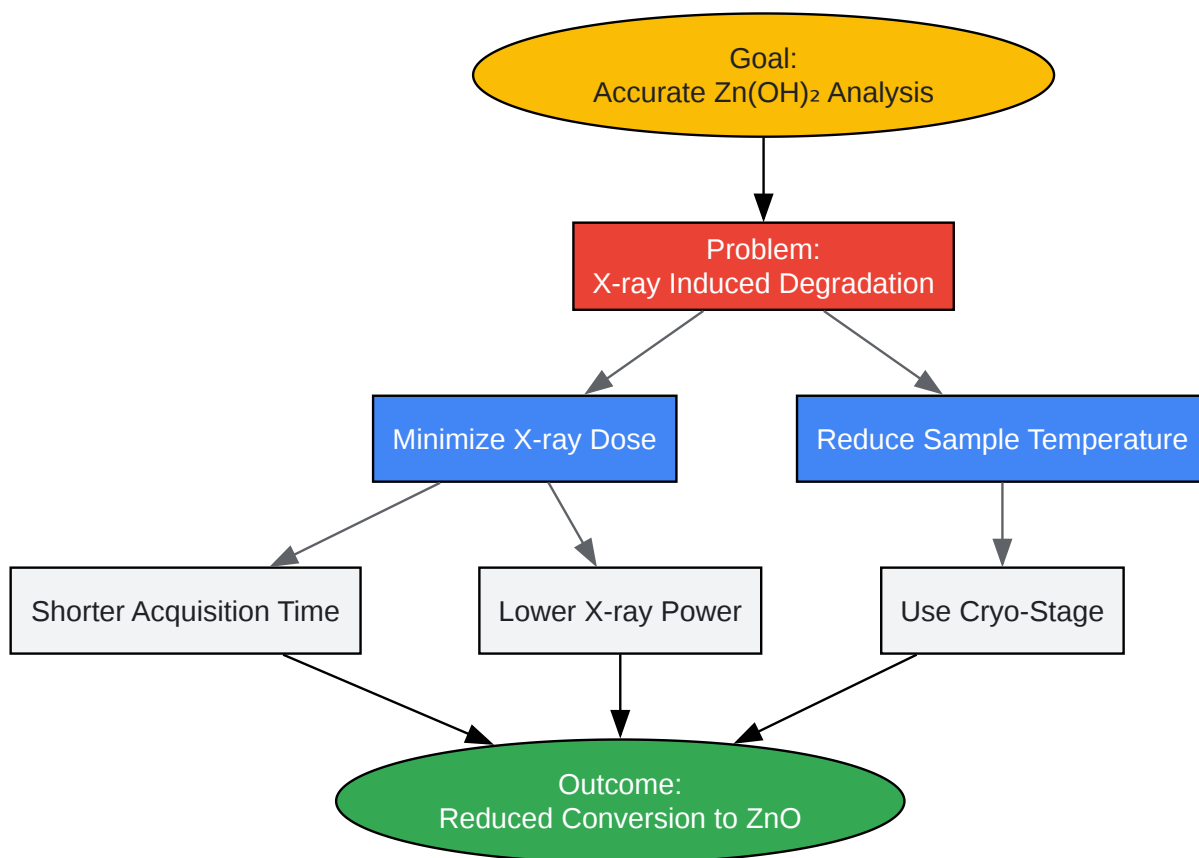 Goal:
Accurate Zn(OH)₂ Analysis
Problem:
X-ray Induced Degradation
Minimize X-ray Dose
Reduce Sample Temperature
Shorter Acquisition Time
Lower X-ray Power
Use Cryo-Stage
Outcome:
Reduced Conversion to ZnO